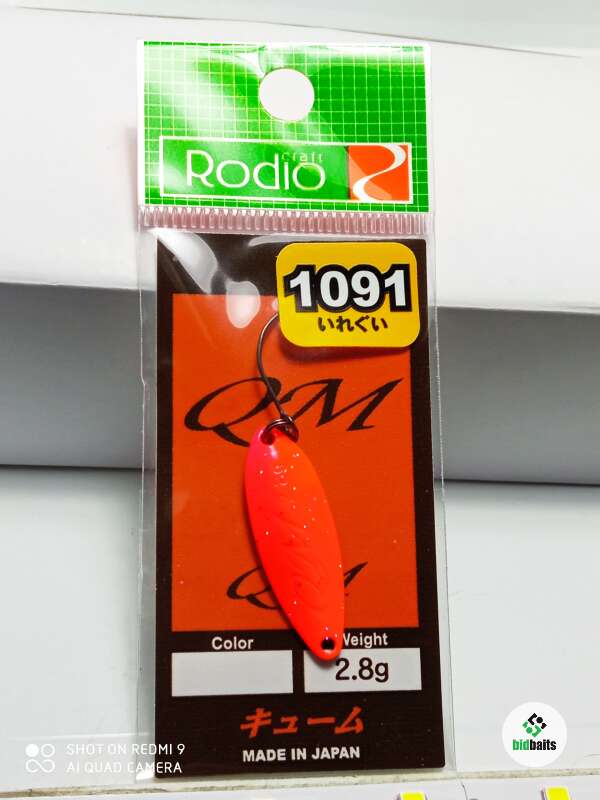 craft
Rodio
1091
いれぐい
QM
QM
Color
Weight
2.8g
キューム
MADE IN JAPAN
SHOT ON REDMI 9
AI QUAD CAMERA
bidbaits